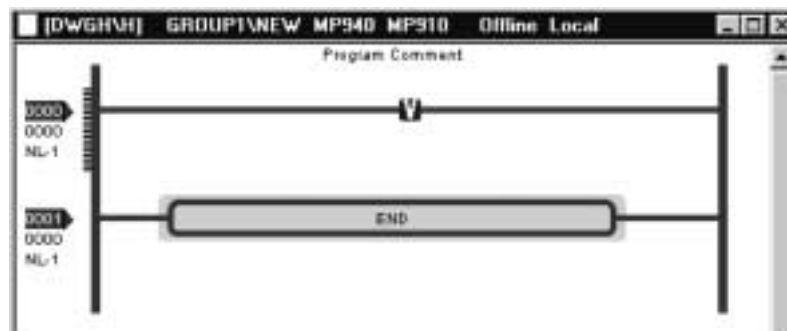 [DWGH\H] GROUP1\NEW MP940 MP910 Offline Local
Program Comment
0000
0000
NL-1
0001
END
0000
NL-1